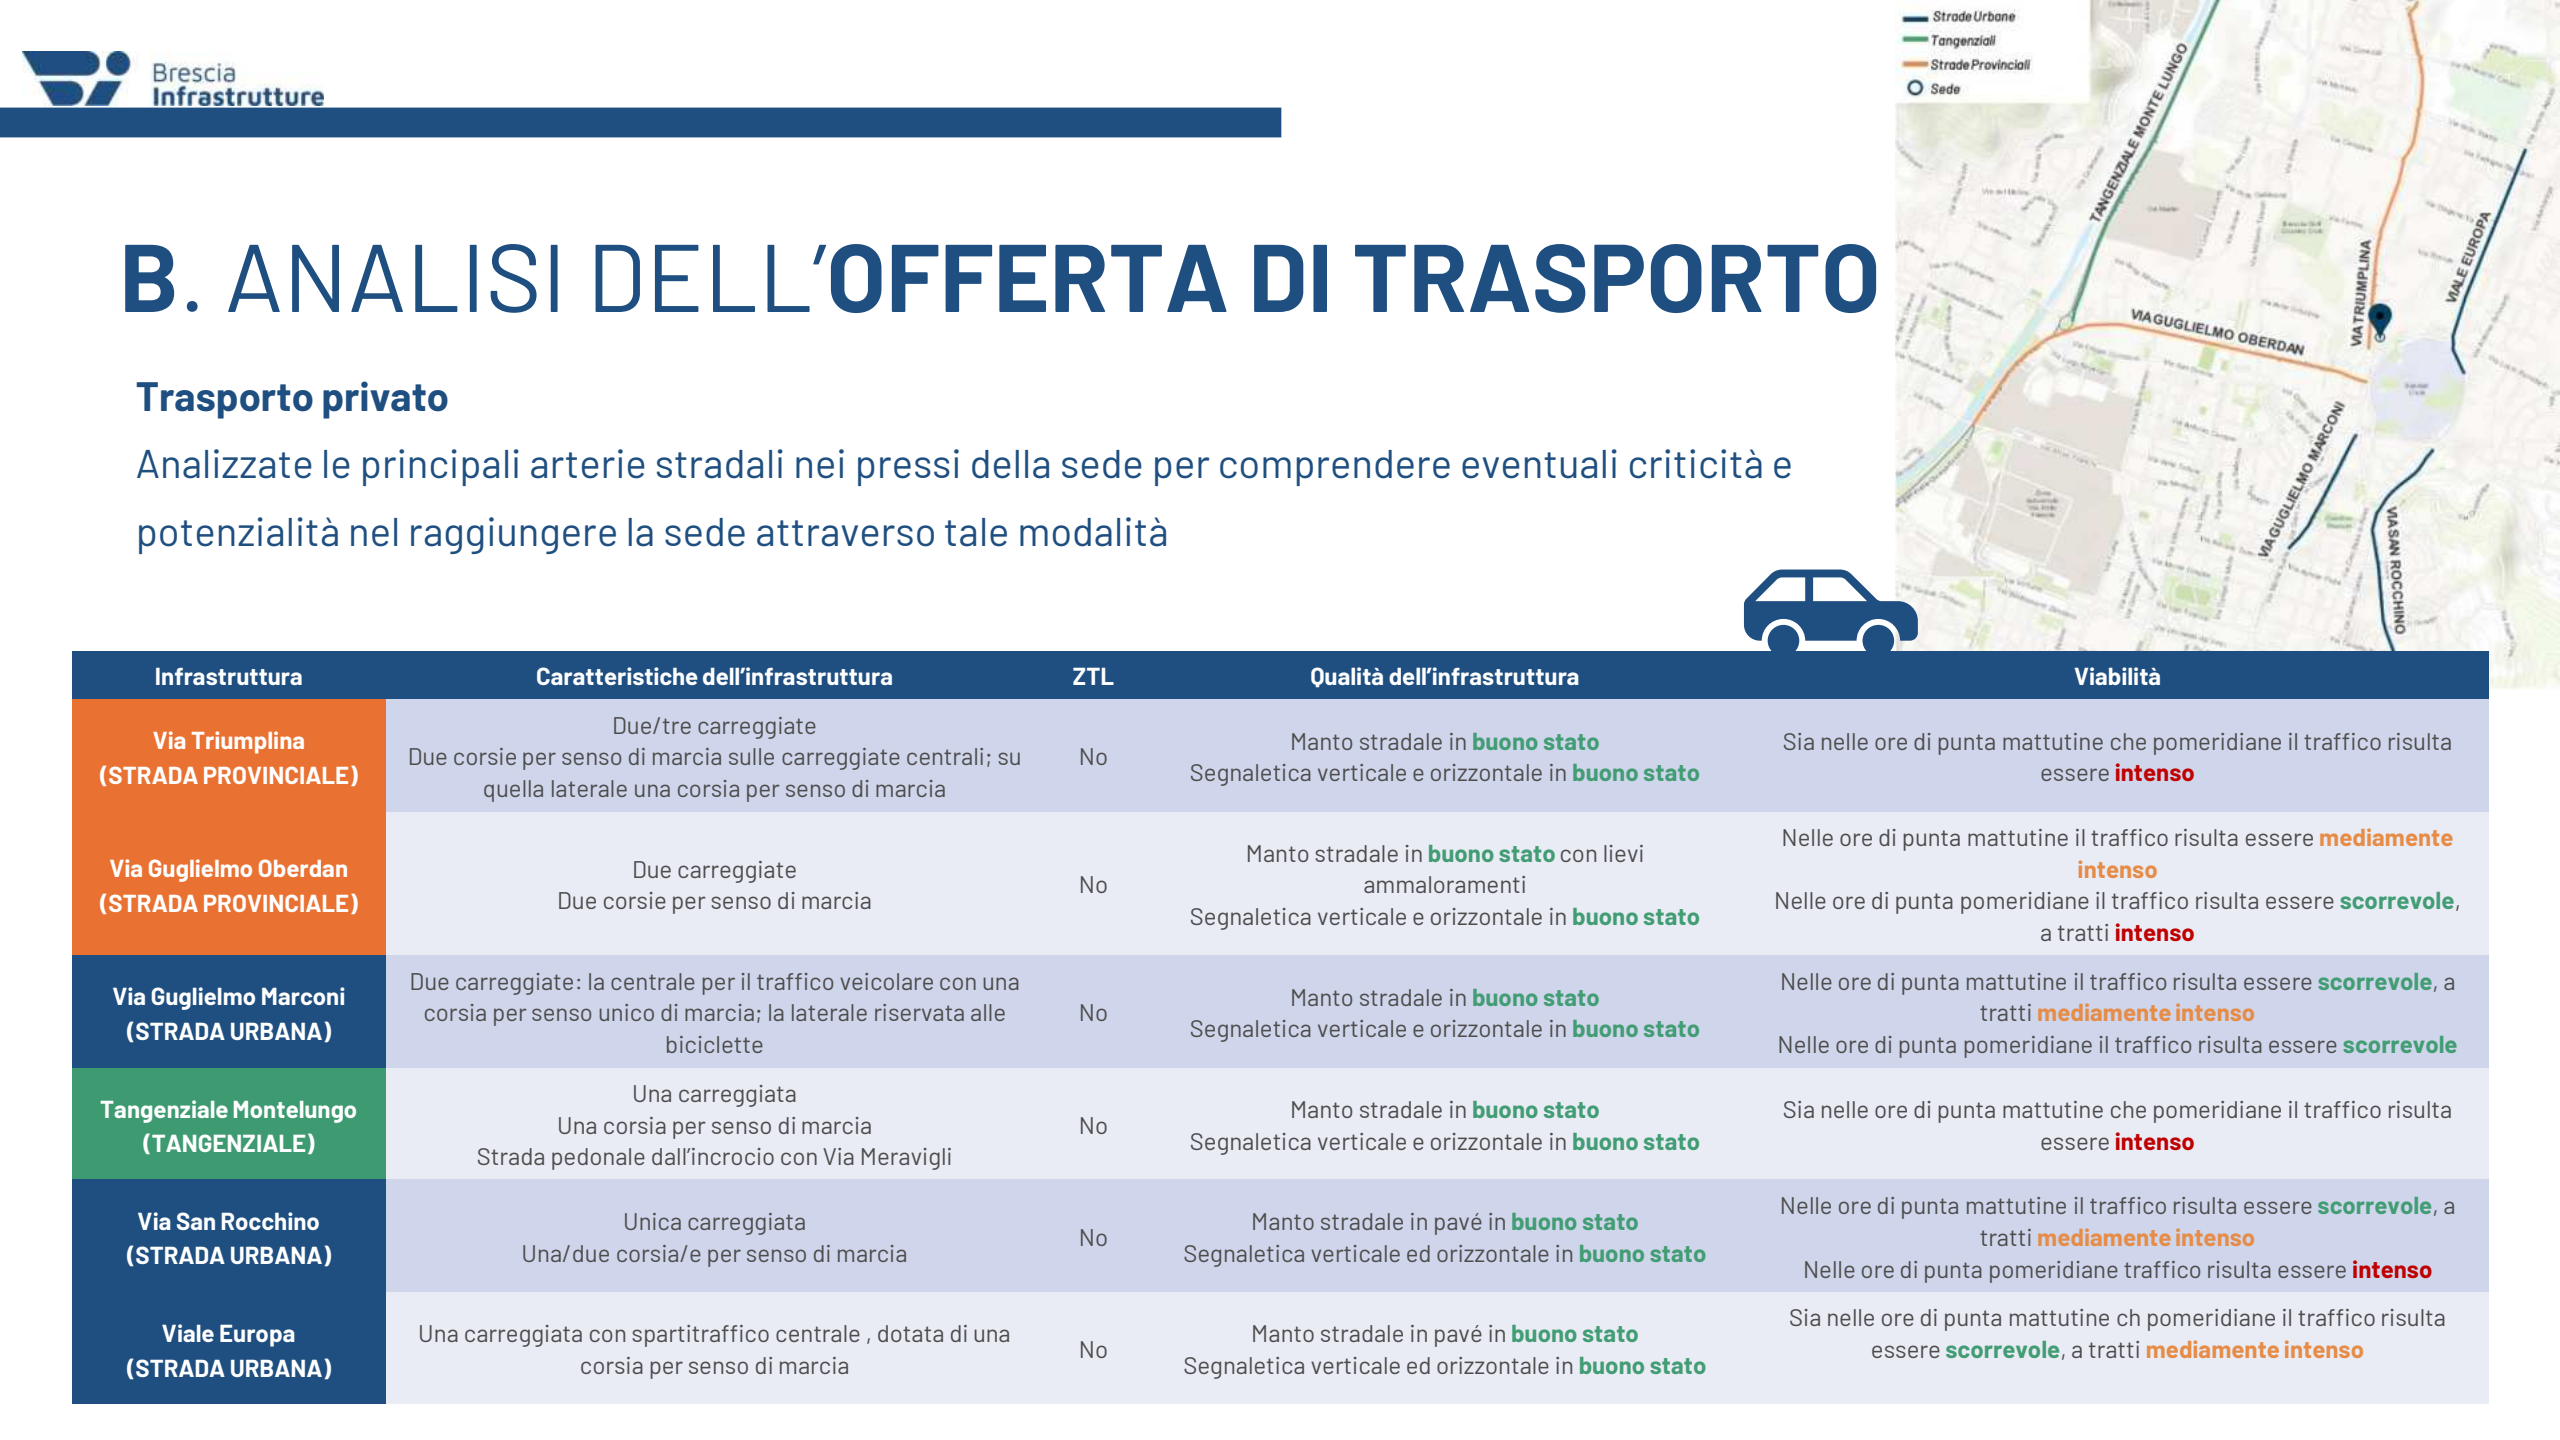 Brescia
Infrastrutture
Strade Urbane
Tangenziali
Strade Provinciali
Sede
TANGENZIALE MONTE LUNGO
VIA TRIUMPLINA
VIALE EUROPA
VIA GUGLIELMO OBERDAN
VIA GUGLIELMO MARCONI
VIA SAN ROCCHINO
B. ANALISI DELL'OFFERTA DI TRASPORTO
Trasporto privato
Analizzate le principali arterie stradali nei pressi della sede per comprendere eventuali criticità e
potenzialità nel raggiungere la sede attraverso tale modalità
Infrastruttura
Caratteristiche dell'infrastruttura
ZTL
Qualità dell'infrastruttura
Viabilità
Via Triumplina
(STRADA PROVINCIALE)
Due/tre carreggiate
Due corsie per senso di marcia sulle carreggiate centrali; su
quella laterale una corsia per senso di marcia
No
Manto stradale in buono stato
Segnaletica verticale e orizzontale in buono stato
Sia nelle ore di punta mattutine che pomeridiane il traffico risulta
essere intenso
Via Guglielmo Oberdan
(STRADA PROVINCIALE)
Due carreggiate
Due corsie per senso di marcia
No
Manto stradale in buono stato con lievi
ammaloramenti
Segnaletica verticale e orizzontale in buono stato
Nelle ore di punta mattutine il traffico risulta essere mediamente
intenso
Nelle ore di punta pomeridiane il traffico risulta essere scorrevole,
a tratti intenso
Via Guglielmo Marconi
(STRADA URBANA)
Due carreggiate: la centrale per il traffico veicolare con una
corsia per senso unico di marcia; la laterale riservata alle
biciclette
No
Manto stradale in buono stato
Segnaletica verticale e orizzontale in buono stato
Nelle ore di punta mattutine il traffico risulta essere scorrevole, a
tratti mediamente intenso
Nelle ore di punta pomeridiane il traffico risulta essere scorrevole
Tangenziale Montelungo
(TANGENZIALE)
Una carreggiata
Una corsia per senso di marcia
Strada pedonale dall'incrocio con Via Meravigli
No
Manto stradale in buono stato
Segnaletica verticale e orizzontale in buono stato
Sia nelle ore di punta mattutine che pomeridiane il traffico risulta
essere intenso
Via San Rocchino
(STRADA URBANA)
Unica carreggiata
Una/due corsia/e per senso di marcia
No
Manto stradale in pavé in buono stato
Segnaletica verticale ed orizzontale in buono stato
Nelle ore di punta mattutine il traffico risulta essere scorrevole, a
tratti mediamente intenso
Nelle ore di punta pomeridiane traffico risulta essere intenso
Viale Europa
(STRADA URBANA)
Una carreggiata con spartitraffico centrale , dotata di una
corsia per senso di marcia
No
Manto stradale in pavé in buono stato
Segnaletica verticale ed orizzontale in buono stato
Sia nelle ore di punta mattutine ch pomeridiane il traffico risulta
essere scorrevole, a tratti mediamente intenso